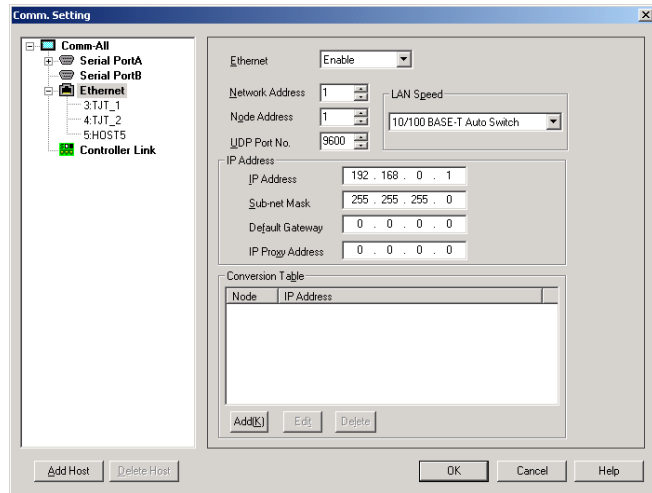 Comm. Setting
Comm-All
Serial PortA
Serial PortB
Ethernet
3:TJT_1
4:TJT_2
5:HOST5
Controller Link
Ethernet Enable
Network Address 1
Node Address 1
UDP Port No. 9600
LAN Speed
10/100 BASE-T Auto Switch
IP Address
IP Address 192 . 168 . 0 . 1
Sub-net Mask 255 . 255 . 255 . 0
Default Gateway 0 . 0 . 0 . 0
IP Proxy Address 0 . 0 . 0 . 0
Conversion Table
Node IP Address
Add(K) Edit Delete
Add Host Delete Host OK Cancel Help